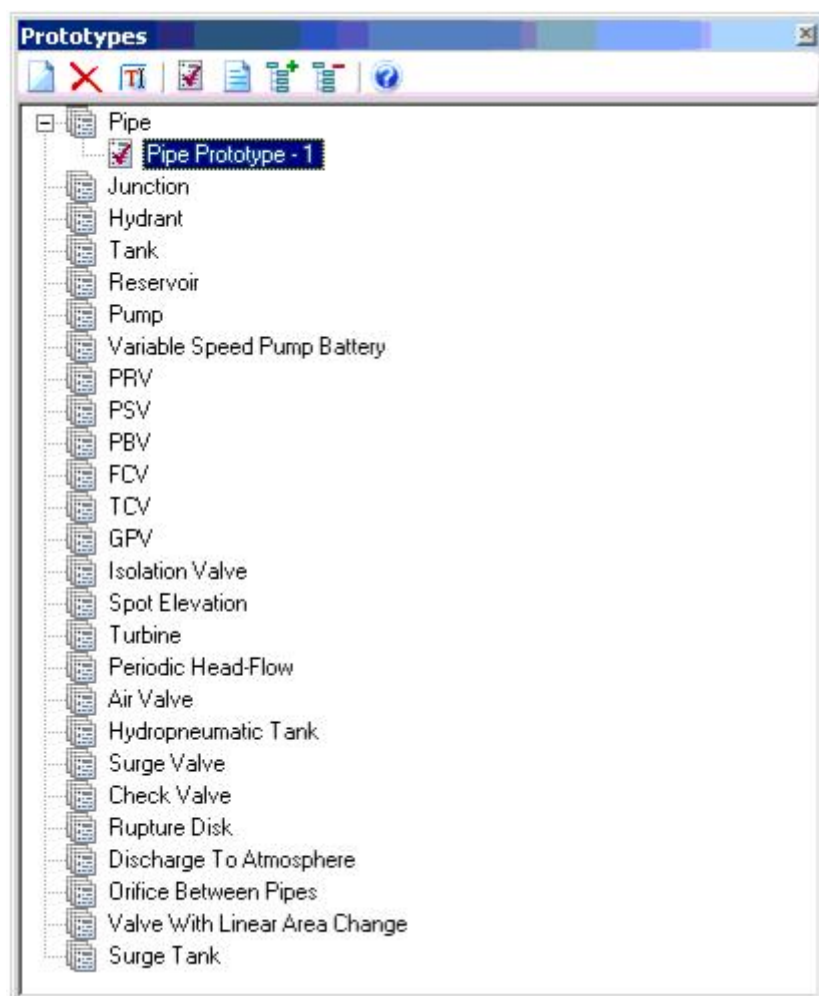 Prototypes
Pipe
Pipe Prototype - 1
Junction
Hydrant
Tank
Reservoir
Pump
Variable Speed Pump Battery
PRV
PSV
PBV
FCV
TCV
GPV
Isolation Valve
Spot Elevation
Turbine
Periodic Head-Flow
Air Valve
Hydropneumatic Tank
Surge Valve
Check Valve
Rupture Disk
Discharge To Atmosphere
Orifice Between Pipes
Valve With Linear Area Change
Surge Tank